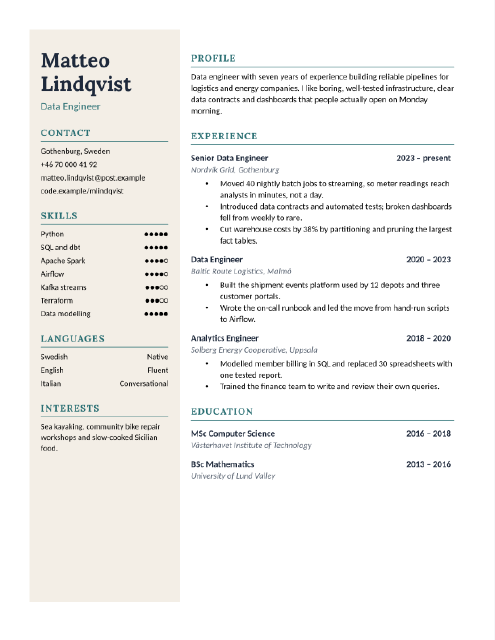 Matteo
Lindqvist
Data Engineer
CONTACT
Gothenburg, Sweden
+46 70 000 41 92
matteo.lindqvist@post.example
code.example/mlindqvist
SKILLS
Python ●●●●●
SQL and dbt ●●●●●
Apache Spark ●●●●○
Airflow ●●●●○
Kafka streams ●●●○○
Terraform ●●●○○
Data modelling ●●●●●
LANGUAGES
Swedish Native
English Fluent
Italian Conversational
INTERESTS
Sea kayaking, community bike repair
workshops and slow-cooked Sicilian
food.
PROFILE
Data engineer with seven years of experience building reliable pipelines for
logistics and energy companies. I like boring, well-tested infrastructure, clear
data contracts and dashboards that people actually open on Monday
morning.
EXPERIENCE
Senior Data Engineer 2023 – present
Nordvik Grid, Gothenburg
• Moved 40 nightly batch jobs to streaming, so meter readings reach
analysts in minutes, not a day.
• Introduced data contracts and automated tests; broken dashboards
fell from weekly to rare.
• Cut warehouse costs by 38% by partitioning and pruning the largest
fact tables.
Data Engineer 2020 – 2023
Baltic Route Logistics, Malmö
• Built the shipment events platform used by 12 depots and three
customer portals.
• Wrote the on-call runbook and led the move from hand-run scripts
to Airflow.
Analytics Engineer 2018 – 2020
Solberg Energy Cooperative, Uppsala
• Modelled member billing in SQL and replaced 30 spreadsheets with
one tested report.
• Trained the finance team to write and review their own queries.
EDUCATION
MSc Computer Science 2016 – 2018
Västerhavet Institute of Technology
BSc Mathematics 2013 – 2016
University of Lund Valley